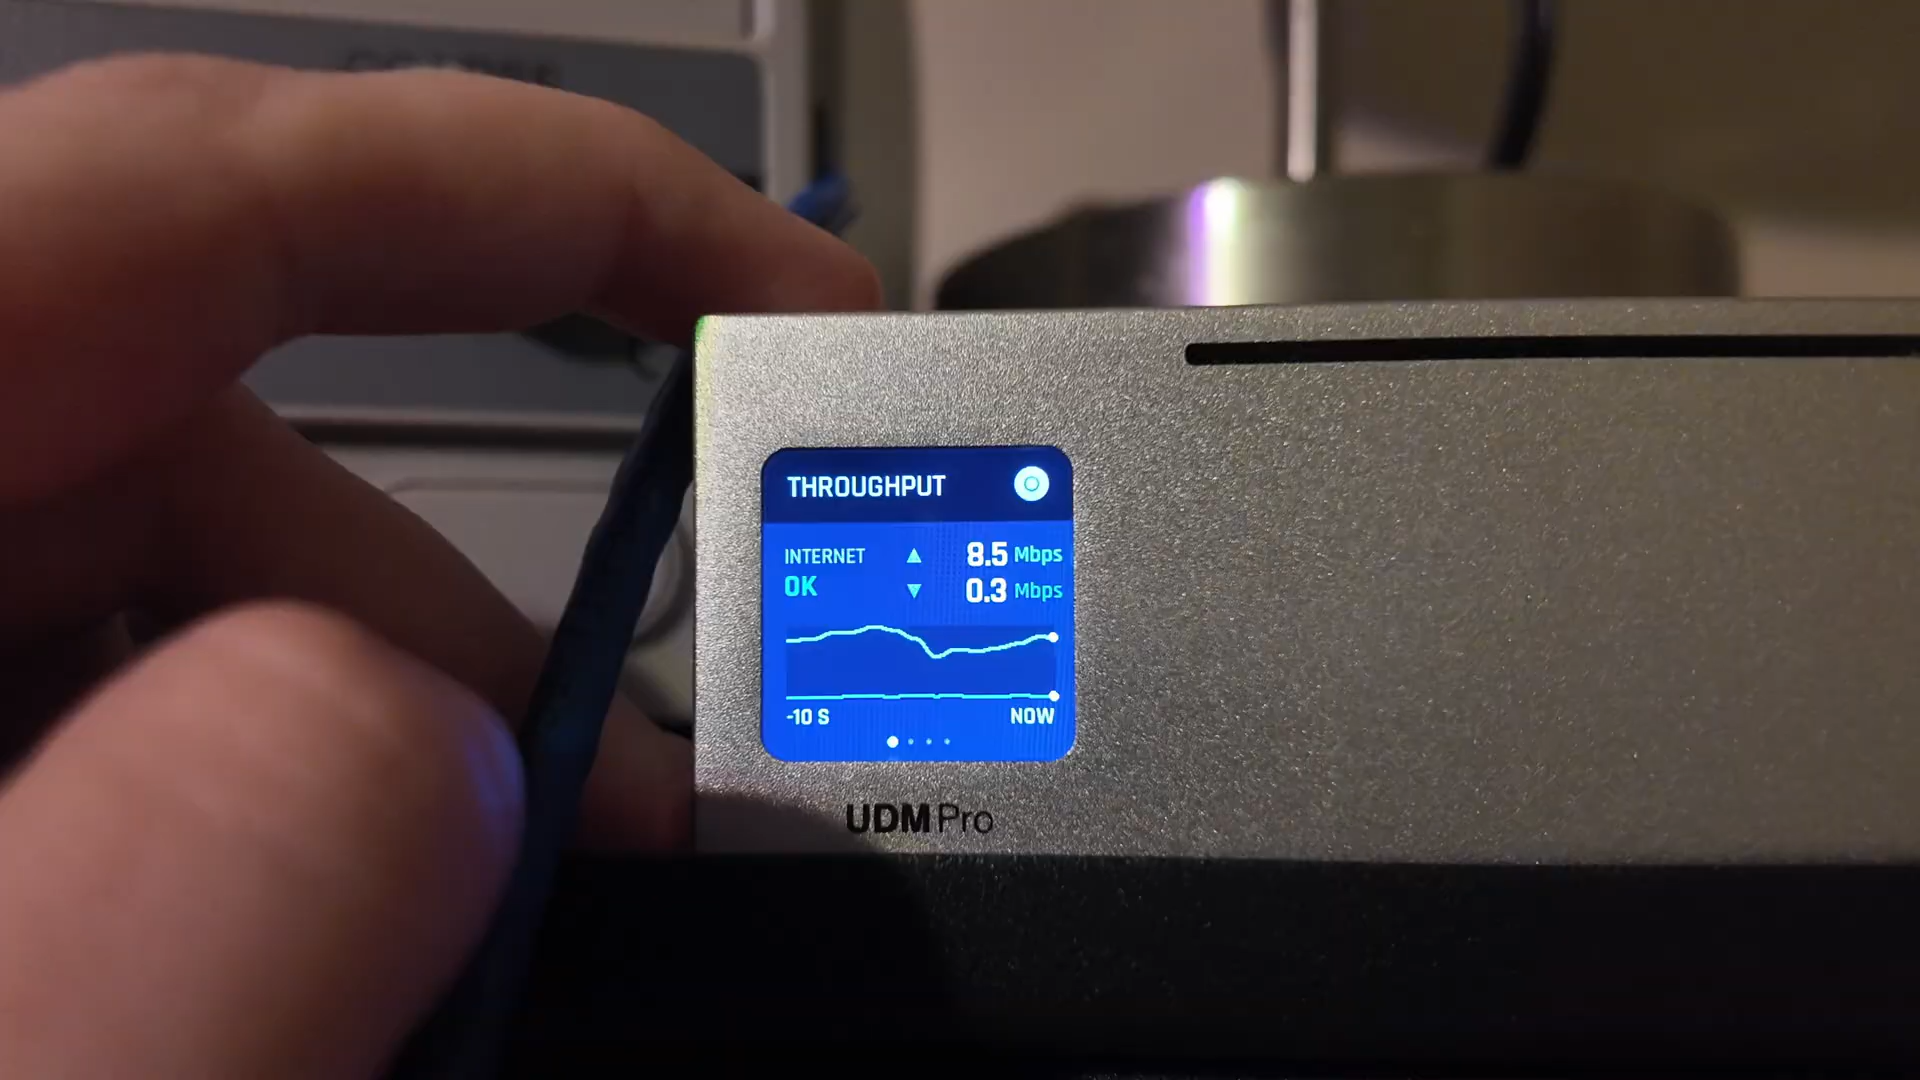 THROUGHPUT
INTERNET ▲ 8.5 Mbps
OK ▼ 0.3 Mbps
-10 S NOW
UDM Pro